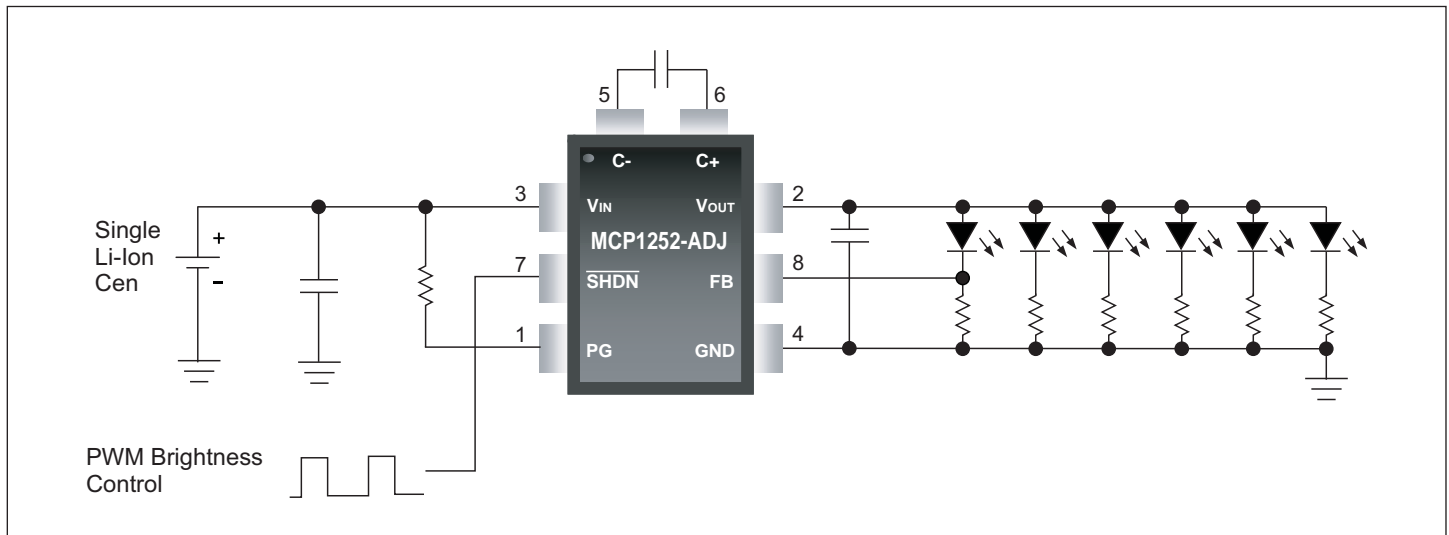 5 6
C- C+
3 2
VIN VOUT
Single
Li-Ion
Cen
+
–
MCP1252-ADJ
7 8
SHDN FB
1 4
PG GND
PWM Brightness
Control